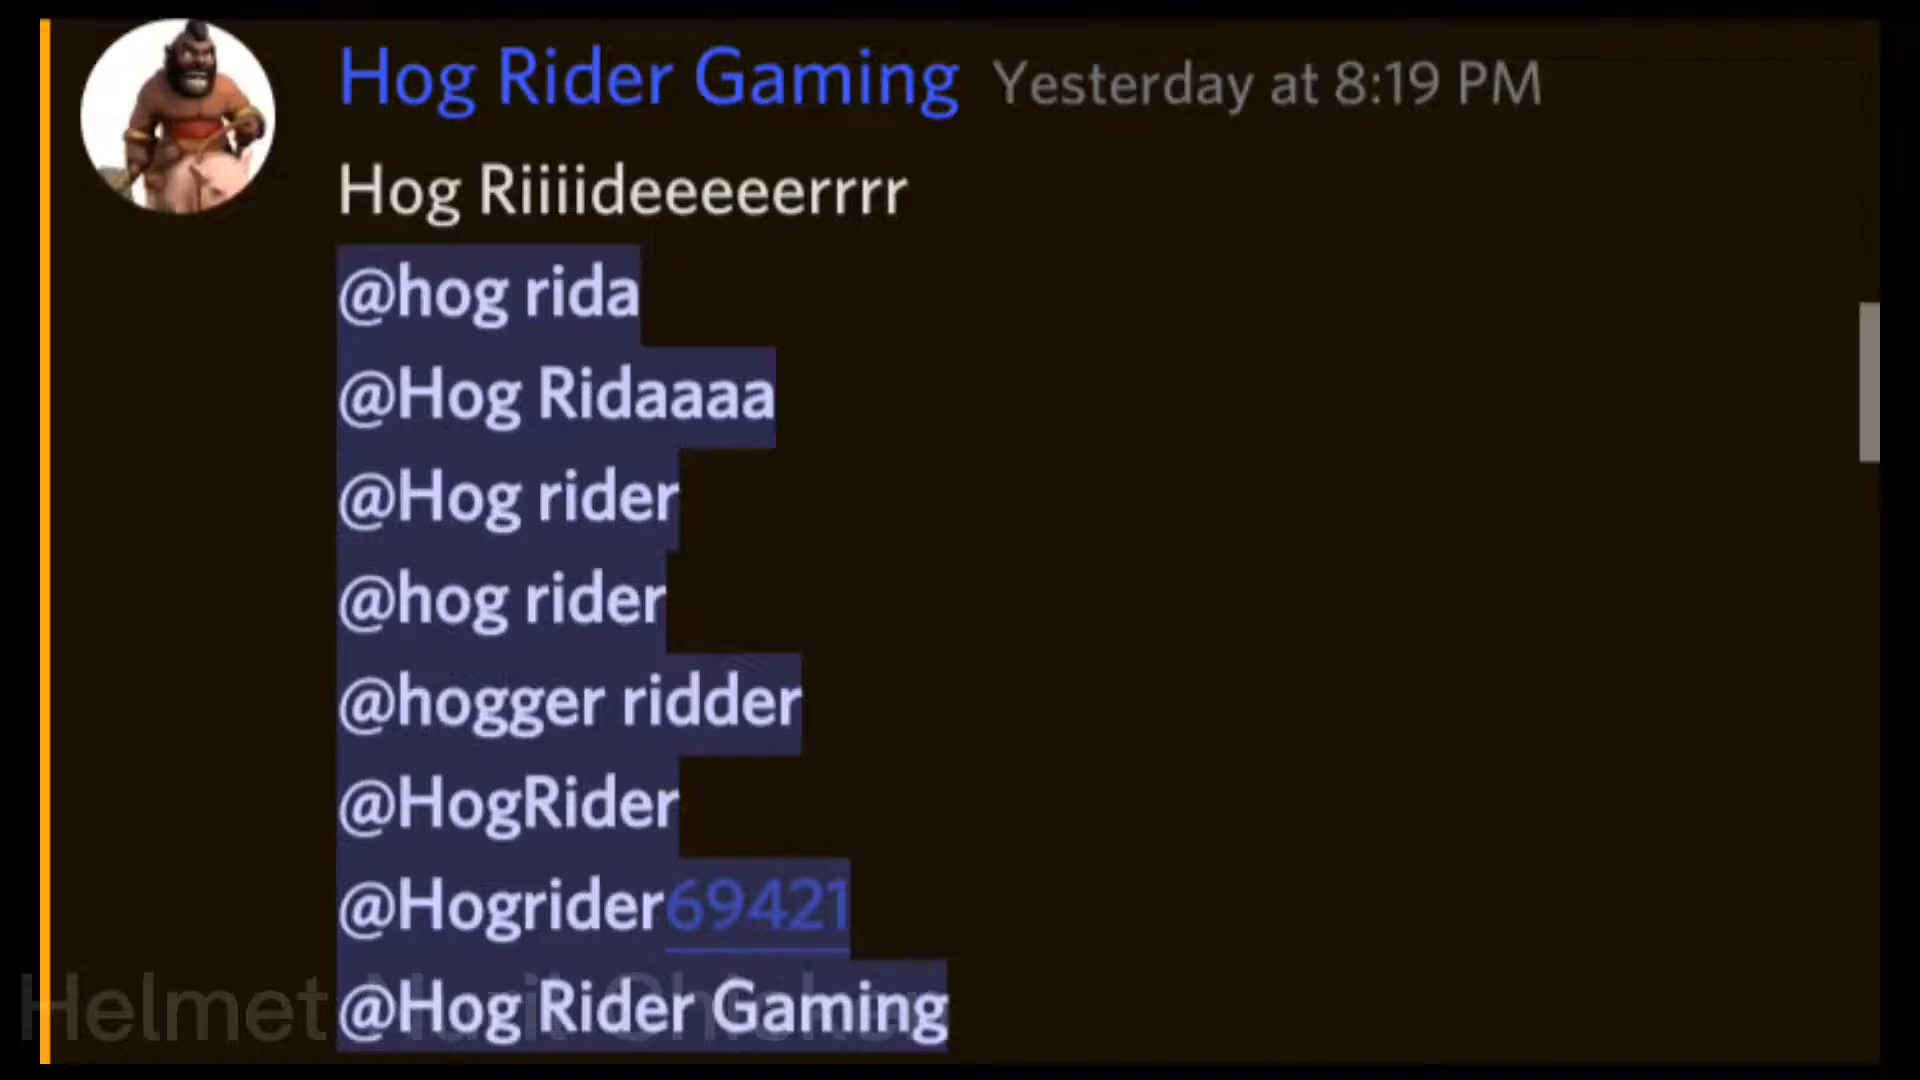 Hog Rider Gaming Yesterday at 8:19 PM
Hog Riiiideeeeerrrr
@hog rida
@Hog Ridaaaa
@Hog rider
@hog rider
@hogger ridder
@HogRider
@Hogrider69421
@Hog Rider Gaming
Helmet